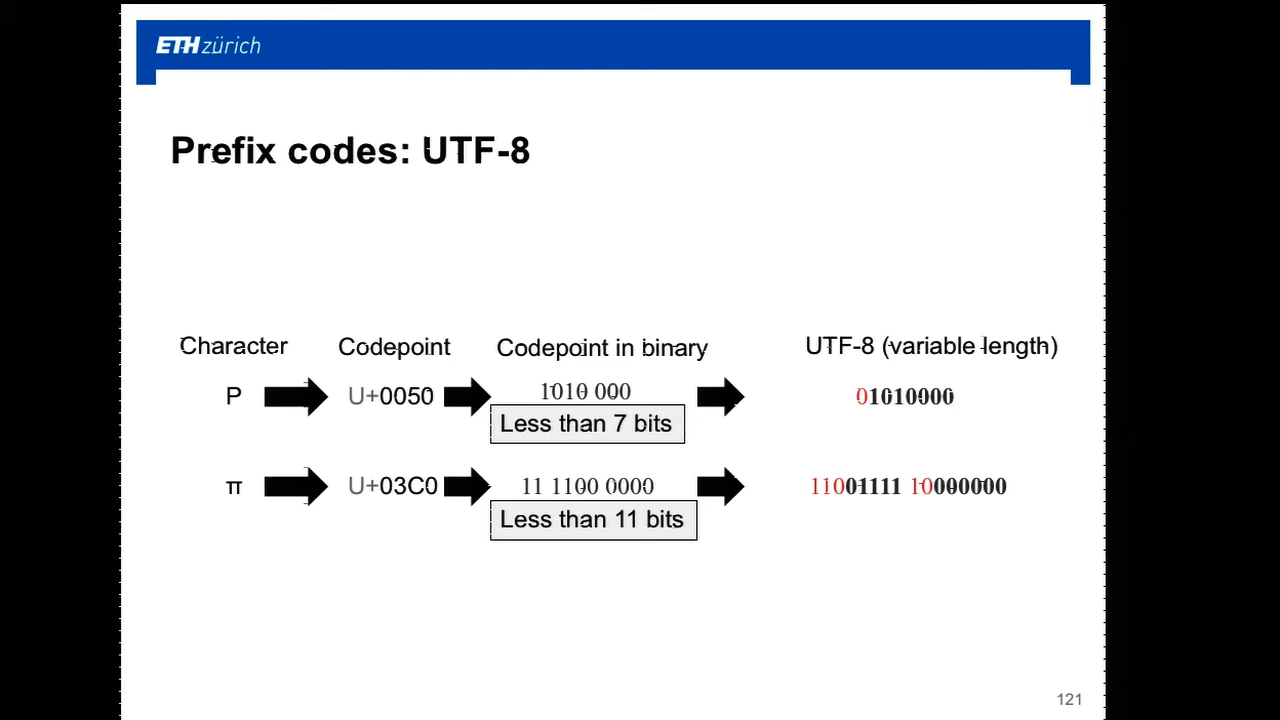 ETH zürich
Prefix codes: UTF-8
Character Codepoint Codepoint in binary UTF-8 (variable length)
P U+0050 1010 000 01010000
Less than 7 bits
π U+03C0 11 1100 0000 11001111 10000000
Less than 11 bits
121